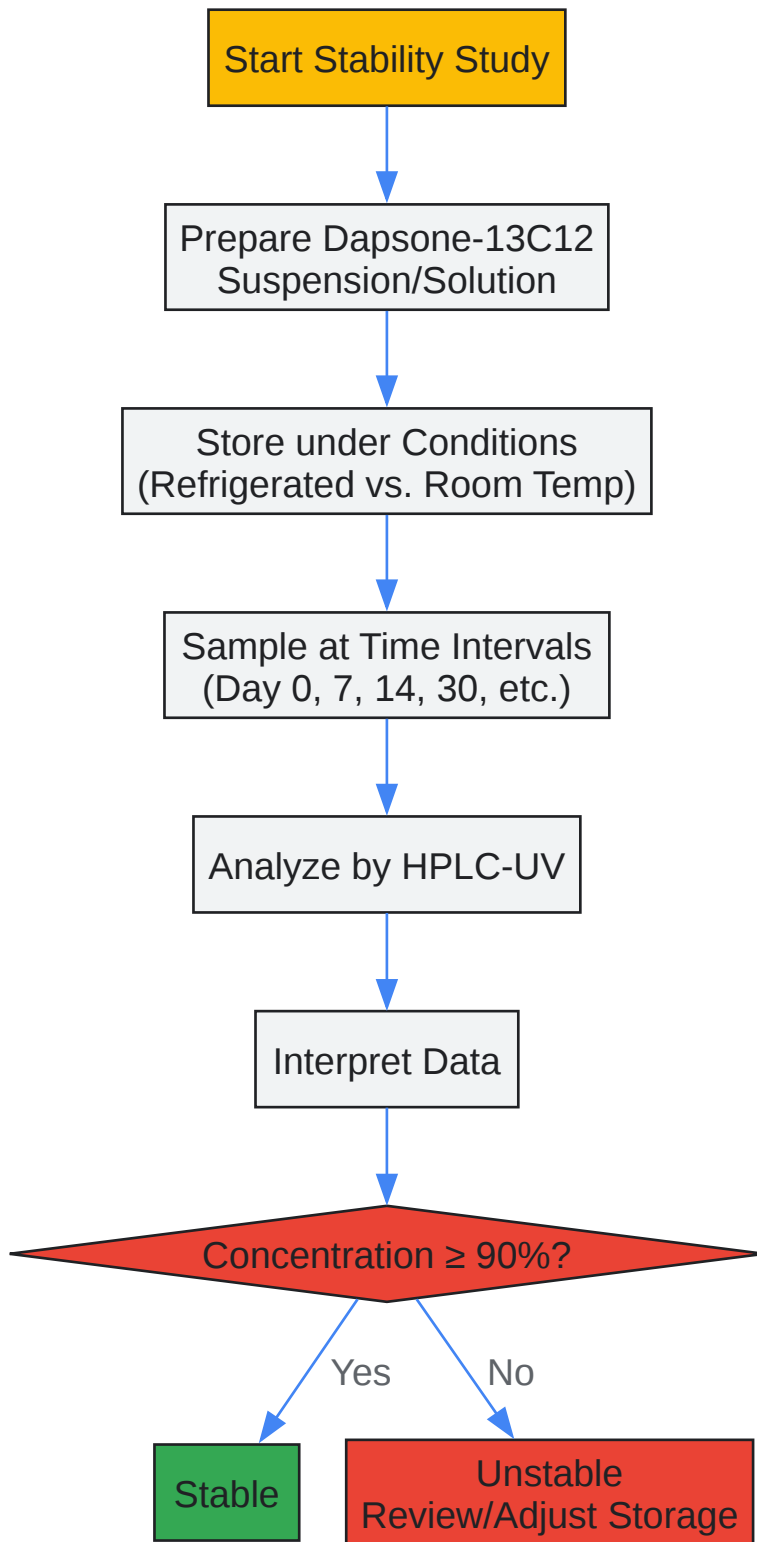 Start Stability Study
Prepare Dapsone-13C12
Suspension/Solution
Store under Conditions
(Refrigerated vs. Room Temp)
Sample at Time Intervals
(Day 0, 7, 14, 30, etc.)
Analyze by HPLC-UV
Interpret Data
Concentration ≥ 90%?
Yes
No
Stable
Unstable
Review/Adjust Storage